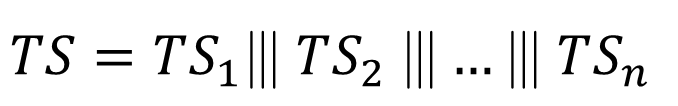 TS = TS₁||| TS₂ ||| … ||| TSₙ